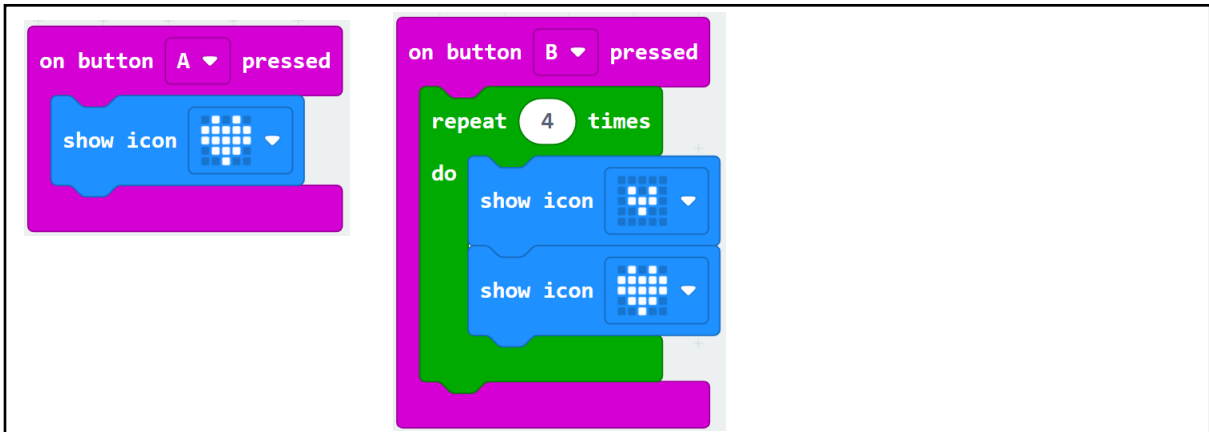 on button A pressed
show icon
on button B pressed
repeat 4 times
do
show icon
show icon